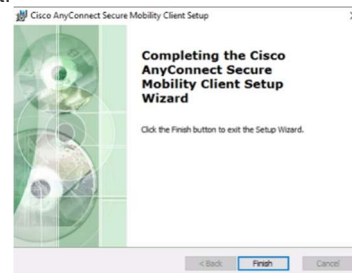 Cisco AnyConnect Secure Mobility Client Setup
Completing the Cisco
AnyConnect Secure
Mobility Client Setup
Wizard
Click the Finish button to exit the Setup Wizard.
< Back
Finish
Cancel